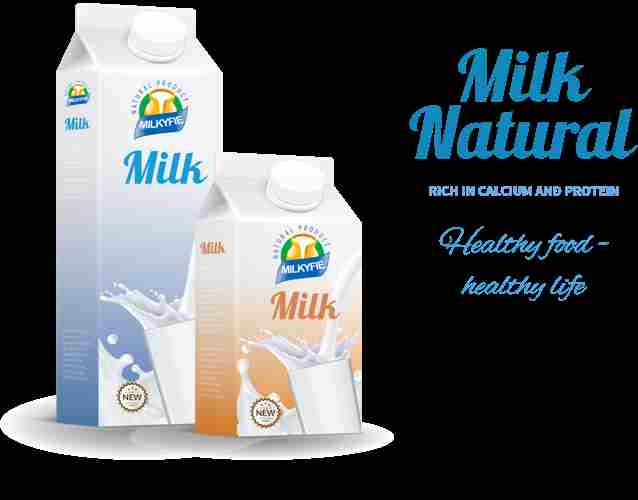 NATURAL PRODUCT
MILKYFIE
Milk
Milk
NEW
NATURAL PRODUCT
MILKYFIE
Milk
Milk
NEW
Milk
Natural
RICH IN CALCIUM AND PROTEIN
Healthy food -
healthy life